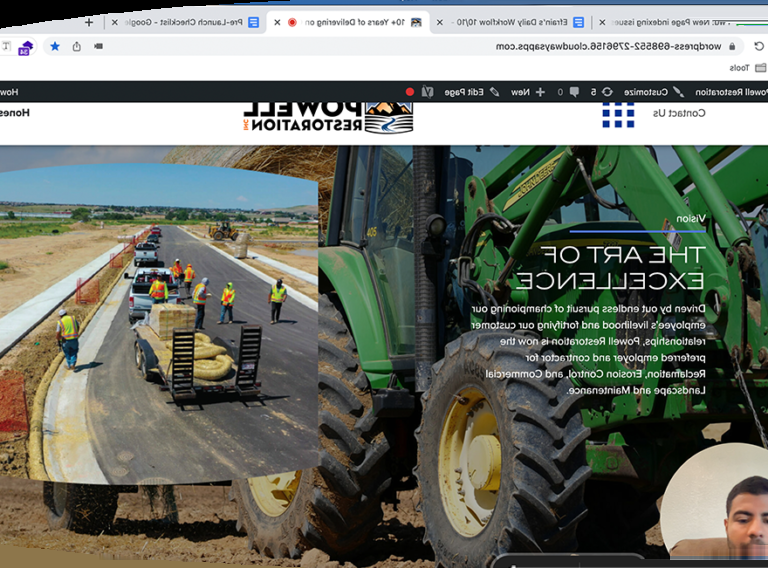 Pre-Launch Checklist - Google
10+ Years of Delivering on
Efrain's Daily Workflow 10/10 -
Fwd: New Page indexing issue
wordpress-698552-2796156.cloudwaysapps.com
34
Tools
Powell Restoration
Customize
5
0
New
Edit Page
How
Contact Us
POWELL
RESTORATION INC
Hones
Vision
THE ART OF
EXCELLENCE
Driven by out endless pursuit of championing our
employee's livelihood and fortifying our customer
relationships, Powell Restoration is now the
preferred employer and contractor for
Reclamation, Erosion Control, and Commercial
Landscape and Maintenance.
405